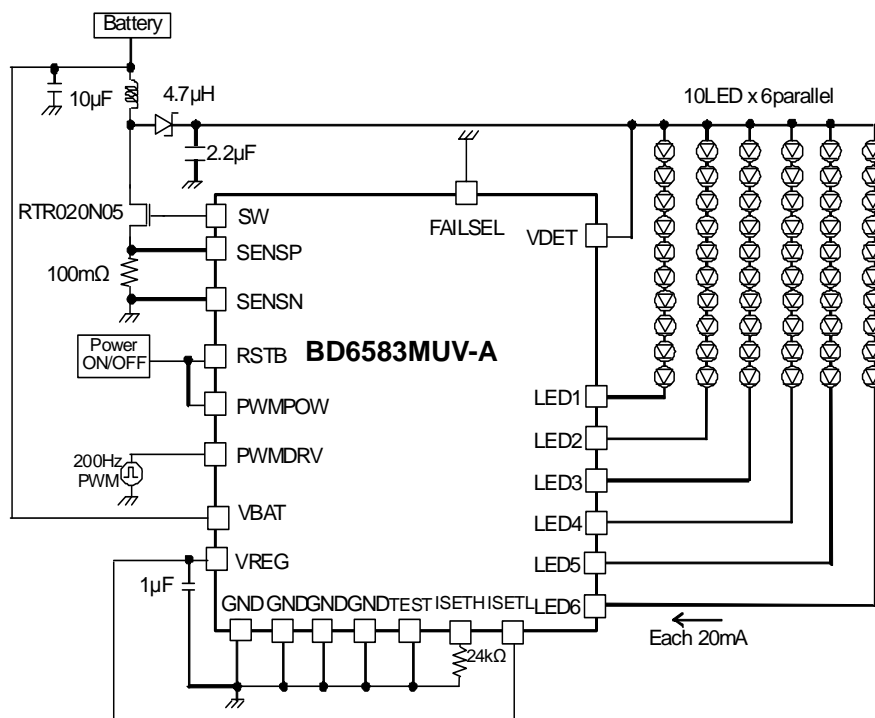 Battery
4.7µH
10µF
10LED x 6parallel
2.2µF
RTR020N05
SW
FAILSEL
VDET
SENSP
100mΩ
SENSN
Power
ON/OFF
RSTB
BD6583MUV-A
PWMPOW
LED1
LED2
200Hz
PWM
PWMDRV
LED3
VBAT
LED4
VREG
LED5
1µF
GND GND GND GND TEST ISETH ISETL
LED6
24kΩ
Each 20mA